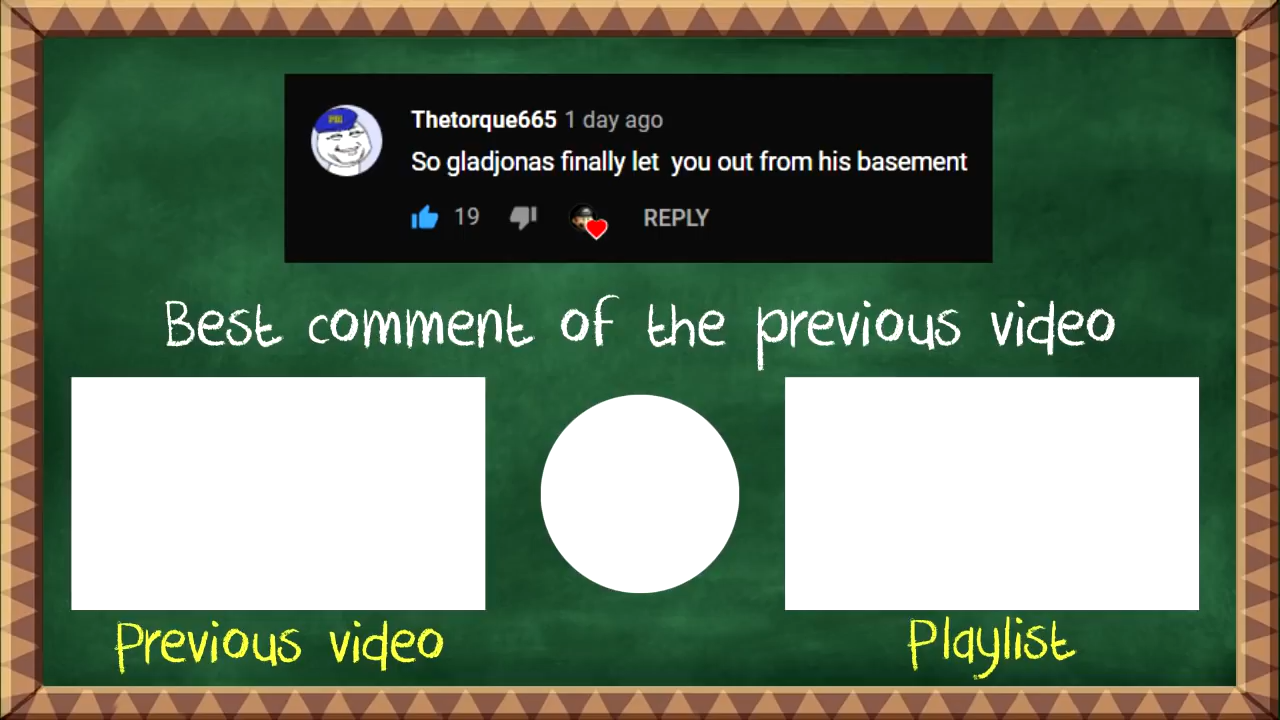 Thetorque665 1 day ago
So gladjonas finally let  you out from his basement
19 REPLY
Best comment of the previous video
Previous video
Playlist